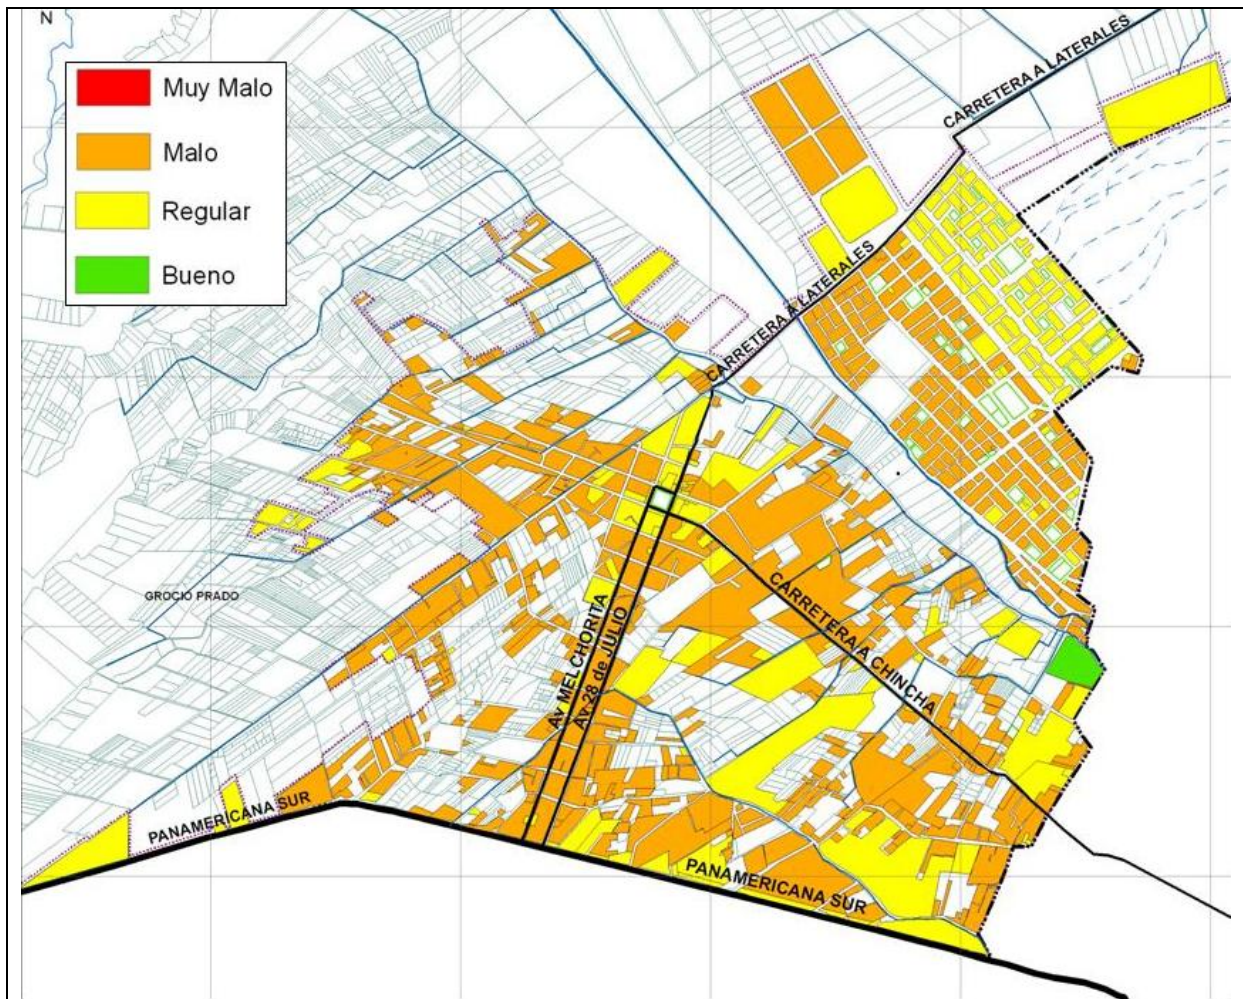 N
Muy Malo
Malo
Regular
Bueno
CARRETERA A LATERALES
CARRETERA A LATERALES
GROCIO PRADO
AV MELCHORITA
AV. 28 de JULIO
CARRETERA A CHINCHA
PANAMERICANA SUR
PANAMERICANA SUR